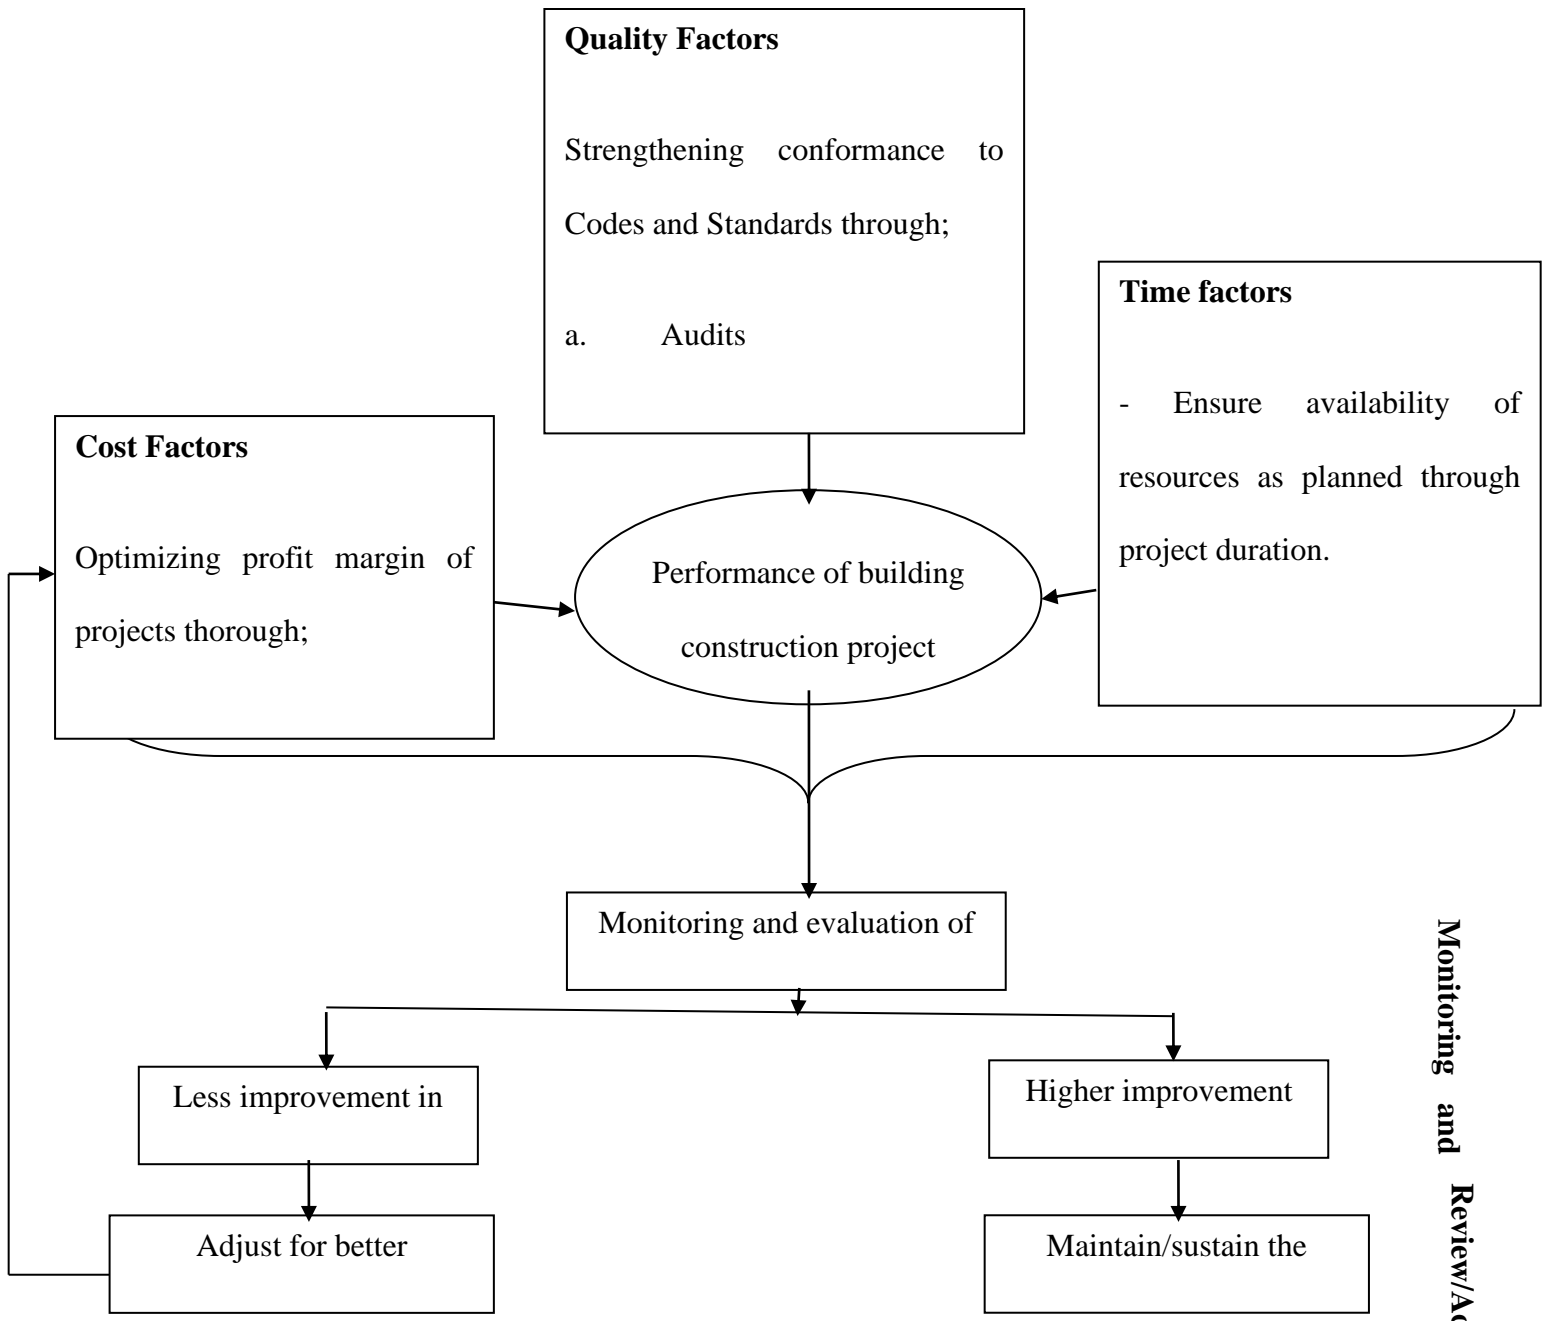 Quality Factors
Strengthening conformance to
Codes and Standards through;
a. Audits
Time factors
- Ensure availability of
resources as planned through
project duration.
Cost Factors
Optimizing profit margin of
projects thorough;
Performance of building
construction project
Monitoring and evaluation of
Less improvement in
Higher improvement
Adjust for better
Maintain/sustain the
Monitoring and